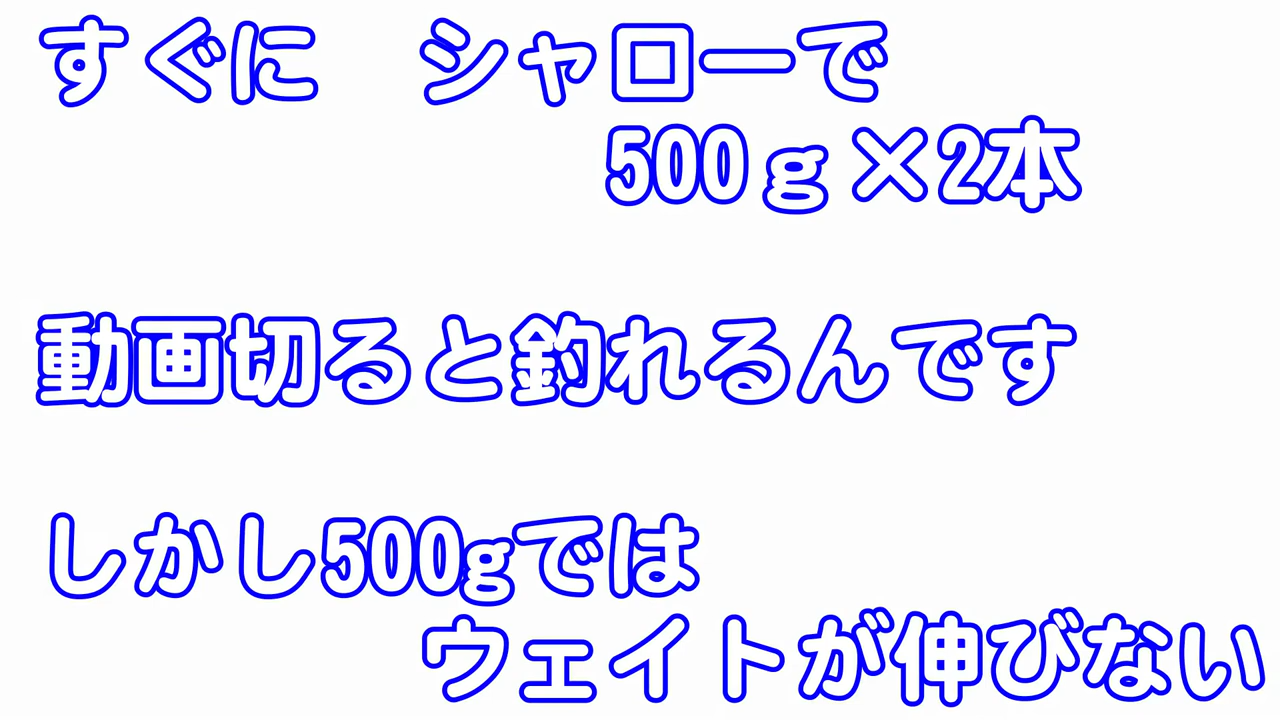 すぐに　シャローで
500ｇ×2本
動画切ると釣れるんです
しかし500gでは
ウェイトが伸びない